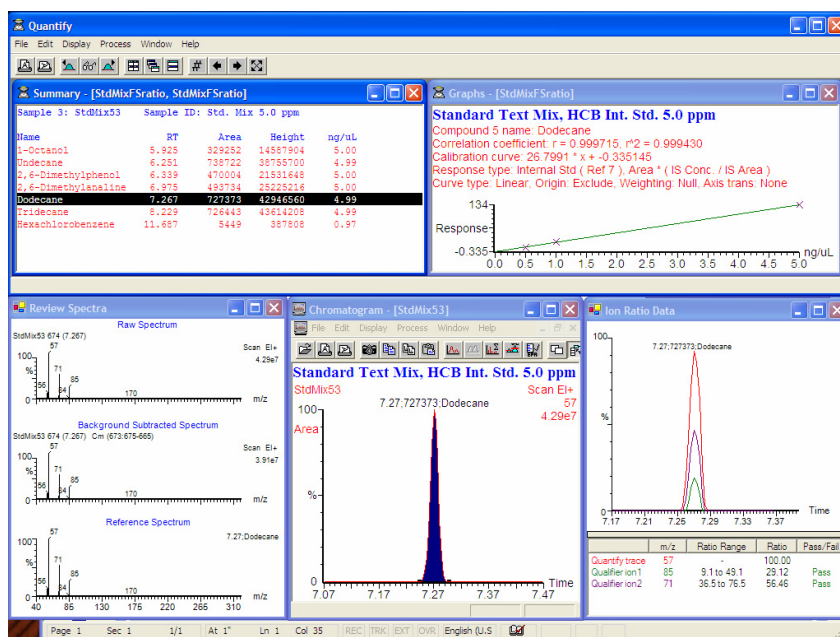 Quantify
File Edit Display Process Window Help
Summary - [StdMixFSratio, StdMixFSratio]
Sample 3: StdMix53 Sample ID: Std. Mix 5.0 ppm
Name RT Area Height ng/uL
1-Octanol 5.925 329252 14587904 5.00
Undecane 6.251 738722 38755700 4.99
2,6-Dimethylphenol 6.339 470004 21531648 5.00
2,6-Dimethylanaline 6.975 493734 25225216 5.00
Dodecane 7.267 727373 42946560 4.99
Tridecane 8.229 726443 43614208 4.99
Hexachlorobenzene 11.687 5449 387808 0.97
Graphs - [StdMixFSratio]
Standard Text Mix, HCB Int. Std. 5.0 ppm
Compound 5 name: Dodecane
Correlation coefficient: r = 0.999715, r^2 = 0.999430
Calibration curve: 26.7991 * x + -0.335145
Response type: Internal Std ( Ref 7 ), Area * ( IS Conc. / IS Area )
Curve type: Linear, Origin: Exclude, Weighting: Null, Axis trans: None
134
Response
-0.335
0.0 0.5 1.0 1.5 2.0 2.5 3.0 3.5 4.0 4.5 5.0 ng/uL
Review Spectra
Raw Spectrum
StdMix53 674 (7.267)
Scan EI+
4.29e7
100
%
57
71
56
84
85
170
m/z
Background Subtracted Spectrum
StdMix53 674 (7.267) Cm (673:675-665)
Scan EI+
3.91e7
100
%
57
71
85
56
84
170
m/z
Reference Spectrum
7.27;Dodecane
100
%
57
71
85
56
84
170
m/z
40 85 130 175 220 265 310
Chromatogram - [StdMix53]
File Edit Display Process Window Help
Standard Text Mix, HCB Int. Std. 5.0 ppm
StdMix53
Scan EI+
57
4.29e7
7.27;727373;Dodecane
100
Area
%
0
Time
7.07 7.17 7.27 7.37 7.47
Ion Ratio Data
100
7.27;727373;Dodecane
%
0
7.17 7.21 7.25 7.29 7.33 7.37 Time
m/z Ratio Range Ratio Pass/Fail
Quantify trace 57 - 100.00
Qualifier ion1 85 9.1 to 49.1 29.12 Pass
Qualifier ion2 71 36.5 to 76.5 56.46 Pass
Page 1 Sec 1 1/1 At 1" Ln 1 Col 35 REC TRK EXT OVR English (U.S